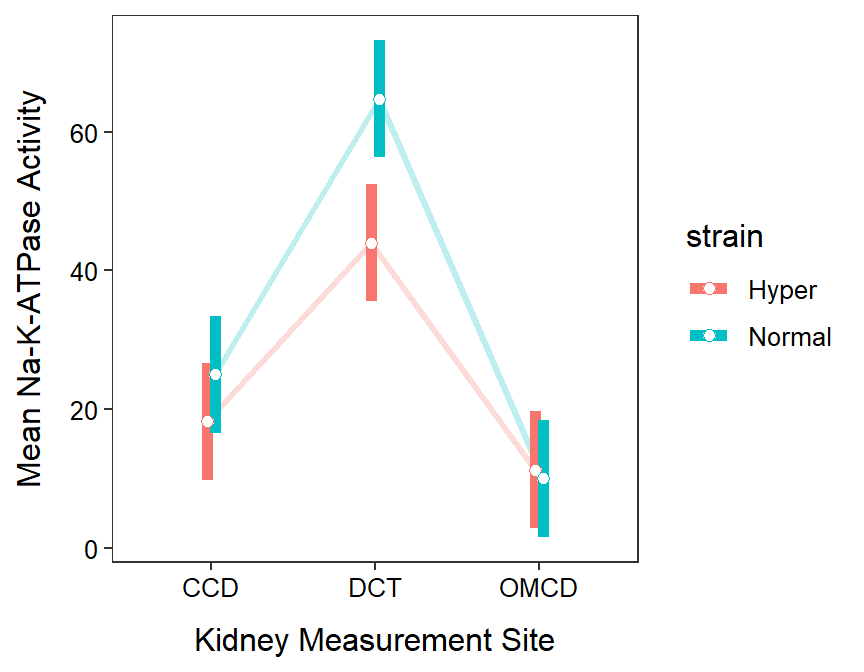 Mean Na-K-ATPase Activity
60
40
20
0
CCD DCT OMCD
Kidney Measurement Site
strain
Hyper
Normal